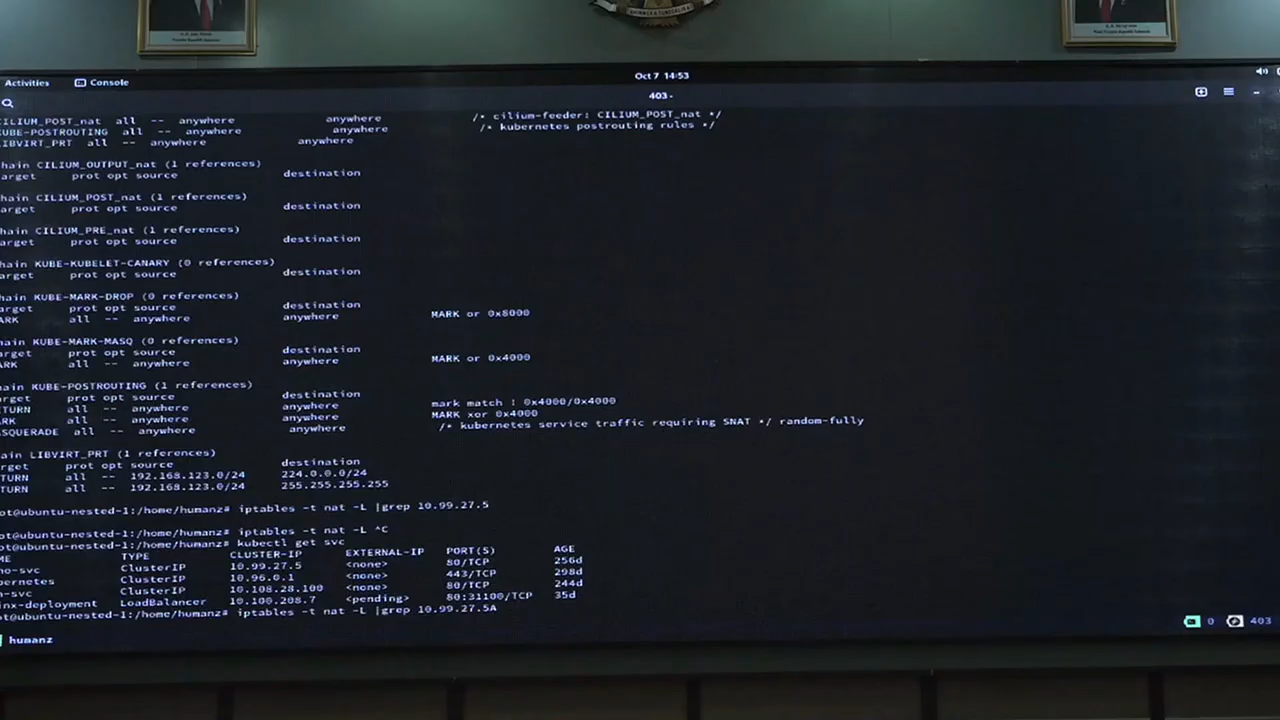 BHINNEKA TUNGGAL IKA
Activities Console Oct 7 14:53
403 -
CILIUM_POST_nat all -- anywhere anywhere /* cilium-feeder: CILIUM_POST_nat */
KUBE-POSTROUTING all -- anywhere anywhere /* kubernetes postrouting rules */
LIBVIRT_PRT all -- anywhere anywhere
hain CILIUM_OUTPUT_nat (1 references)
arget prot opt source destination
hain CILIUM_POST_nat (1 references)
arget prot opt source destination
hain CILIUM_PRE_nat (1 references)
arget prot opt source destination
hain KUBE-KUBELET-CANARY (0 references)
arget prot opt source destination
hain KUBE-MARK-DROP (0 references)
arget prot opt source destination
ARK all -- anywhere anywhere MARK or 0x8000
hain KUBE-MARK-MASQ (0 references)
arget prot opt source destination
ARK all -- anywhere anywhere MARK or 0x4000
hain KUBE-POSTROUTING (1 references)
arget prot opt source destination
ETURN all -- anywhere anywhere mark match ! 0x4000/0x4000
ARK all -- anywhere anywhere MARK xor 0x4000
ASQUERADE all -- anywhere anywhere /* kubernetes service traffic requiring SNAT */ random-fully
hain LIBVIRT_PRT (1 references)
arget prot opt source destination
ETURN all -- 192.168.123.0/24 224.0.0.0/24
ETURN all -- 192.168.123.0/24 255.255.255.255
ot@ubuntu-nested-1:/home/humanz# iptables -t nat -L |grep 10.99.27.5
ot@ubuntu-nested-1:/home/humanz# iptables -t nat -L ^C
ot@ubuntu-nested-1:/home/humanz# kubectl get svc
ME TYPE CLUSTER-IP EXTERNAL-IP PORT(S) AGE
ho-svc ClusterIP 10.99.27.5 <none> 80/TCP 256d
bernetes ClusterIP 10.96.0.1 <none> 443/TCP 298d
n-svc ClusterIP 10.108.28.100 <none> 80/TCP 244d
inx-deployment LoadBalancer 10.100.208.7 <pending> 80:31100/TCP 35d
ot@ubuntu-nested-1:/home/humanz# iptables -t nat -L |grep 10.99.27.5A
humanz 0 403